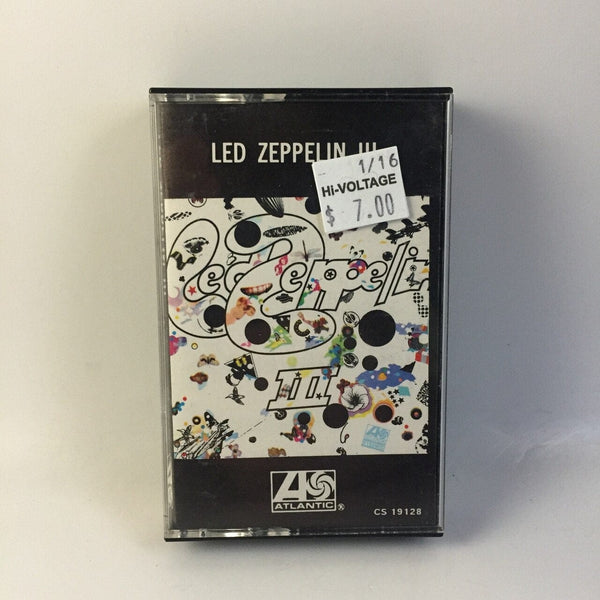 LED ZEPPELIN III
1/16
Hi-VOLTAGE
$ 7.00
Led Zeppelin
III
ATLANTIC®
CS 19128